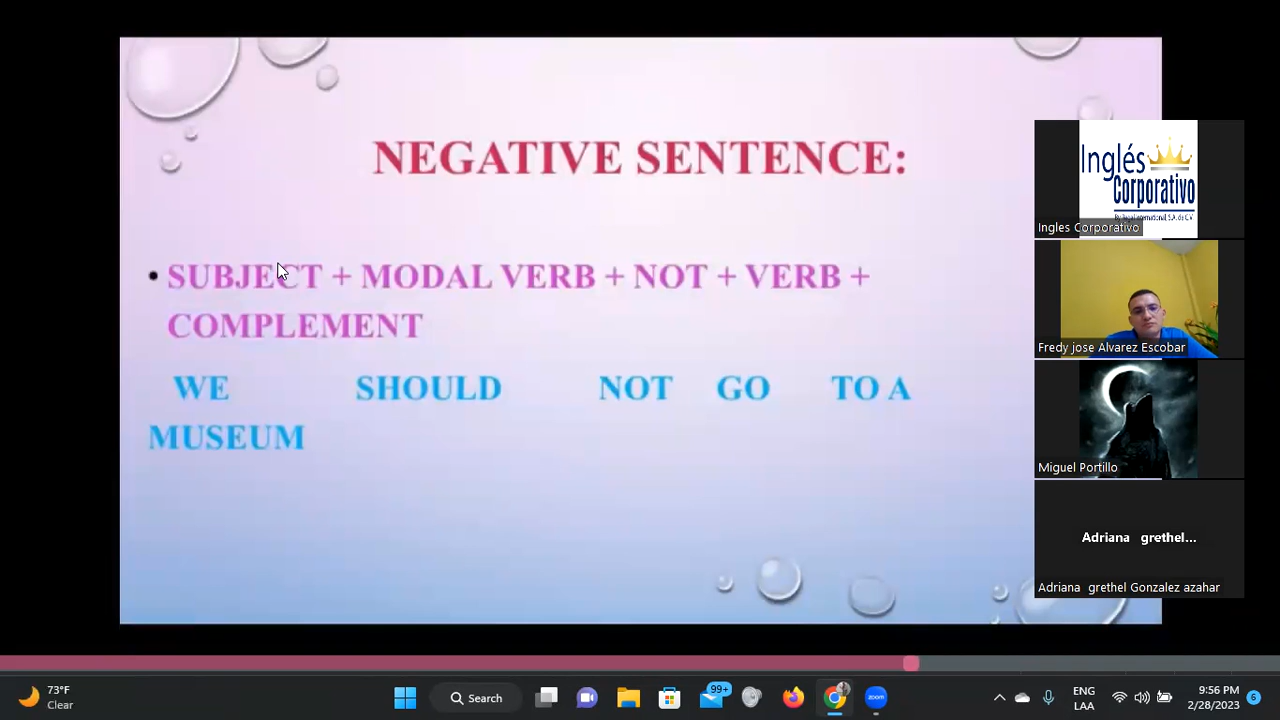 NEGATIVE SENTENCE:
• SUBJECT + MODAL VERB + NOT + VERB +
COMPLEMENT
WE SHOULD NOT GO TO A
MUSEUM
Inglés
Corporativo
Ingles Corporativo
Fredy jose Alvarez Escobar
Miguel Portillo
Adriana grethel...
Adriana grethel Gonzalez azahar
73°F
Clear
Search
99+
zoom
ENG
LAA
9:56 PM
2/28/2023
6